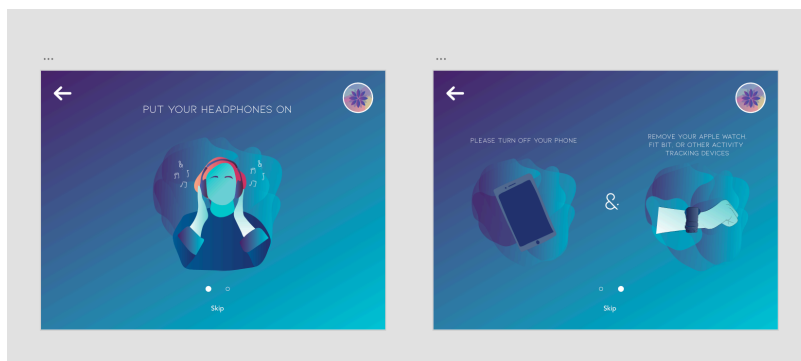 ...
PUT YOUR HEADPHONES ON
Skip
...
PLEASE TURN OFF YOUR PHONE
REMOVE YOUR APPLE WATCH,
FIT BIT, OR OTHER ACTIVITY
TRACKING DEVICES
&
Skip